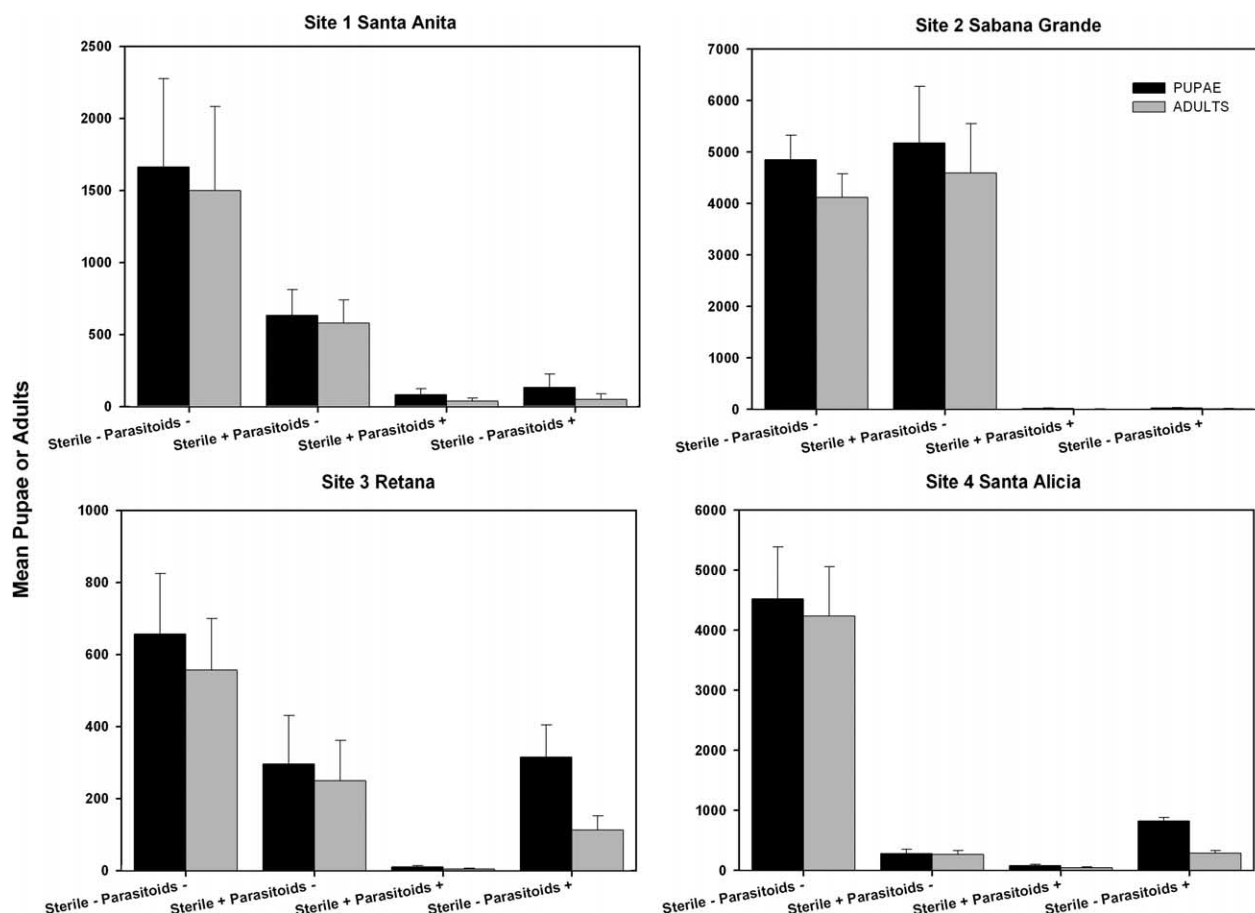 Site 1 Santa Anita
2500
2000
1500
1000
500
0
Sterile - Parasitoids -
Sterile + Parasitoids -
Sterile + Parasitoids +
Sterile - Parasitoids +
Site 2 Sabana Grande
7000
6000
5000
4000
3000
2000
1000
0
PUPAE
ADULTS
Sterile - Parasitoids -
Sterile + Parasitoids -
Sterile + Parasitoids +
Sterile - Parasitoids +
Mean Pupae or Adults
Site 3 Retana
1000
800
600
400
200
0
Sterile - Parasitoids -
Sterile + Parasitoids -
Sterile + Parasitoids +
Sterile - Parasitoids +
Site 4 Santa Alicia
6000
5000
4000
3000
2000
1000
0
Sterile - Parasitoids -
Sterile + Parasitoids -
Sterile + Parasitoids +
Sterile - Parasitoids +